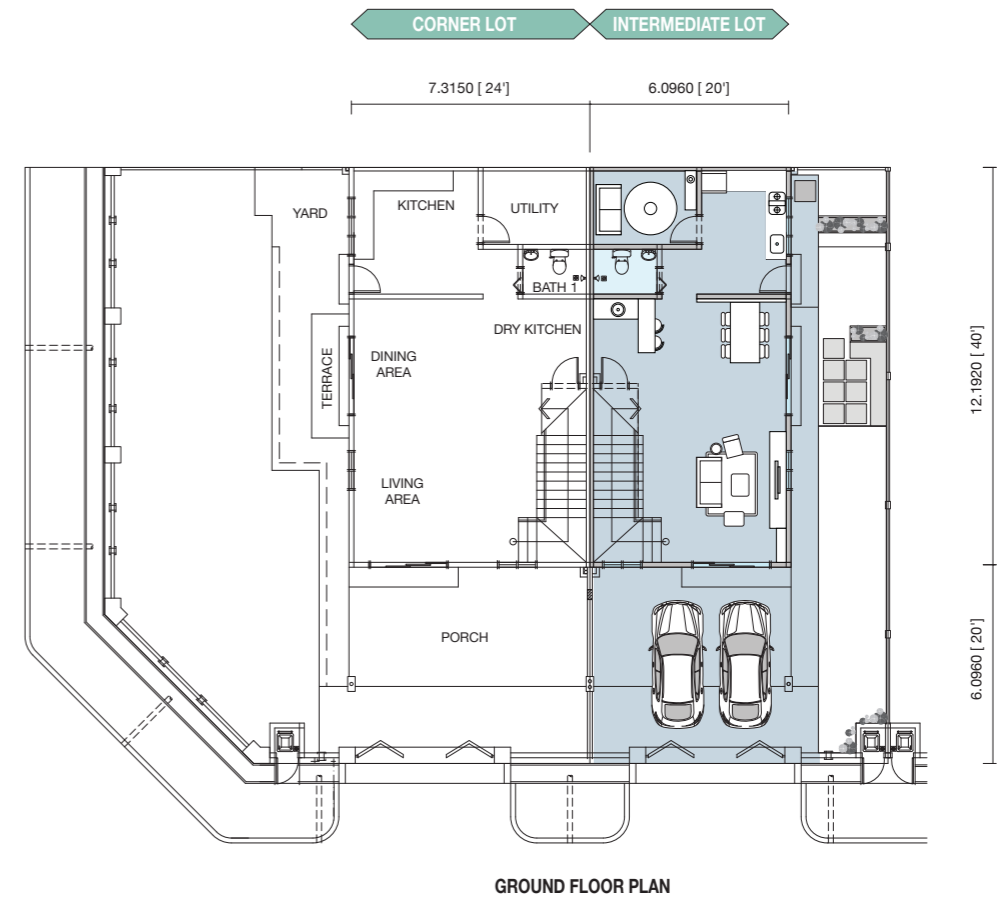 CORNER LOT
INTERMEDIATE LOT
7.3150 [ 24']
6.0960 [ 20']
YARD
KITCHEN
UTILITY
BATH 1
DRY KITCHEN
DINING
AREA
TERRACE
LIVING
AREA
PORCH
12.1920 [ 40']
6.0960 [ 20']
GROUND FLOOR PLAN